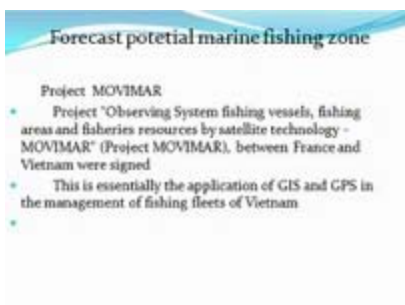 Forecast potetial marine fishing zone
Project MOVIMAR
Project "Observing System fishing vessels, fishing
areas and fisheries resources by satellite technology -
MOVIMAR" (Project MOVIMAR), between France and
Vietnam were signed
This is essentially the application of GIS and GPS in
the management of fishing fleets of Vietnam